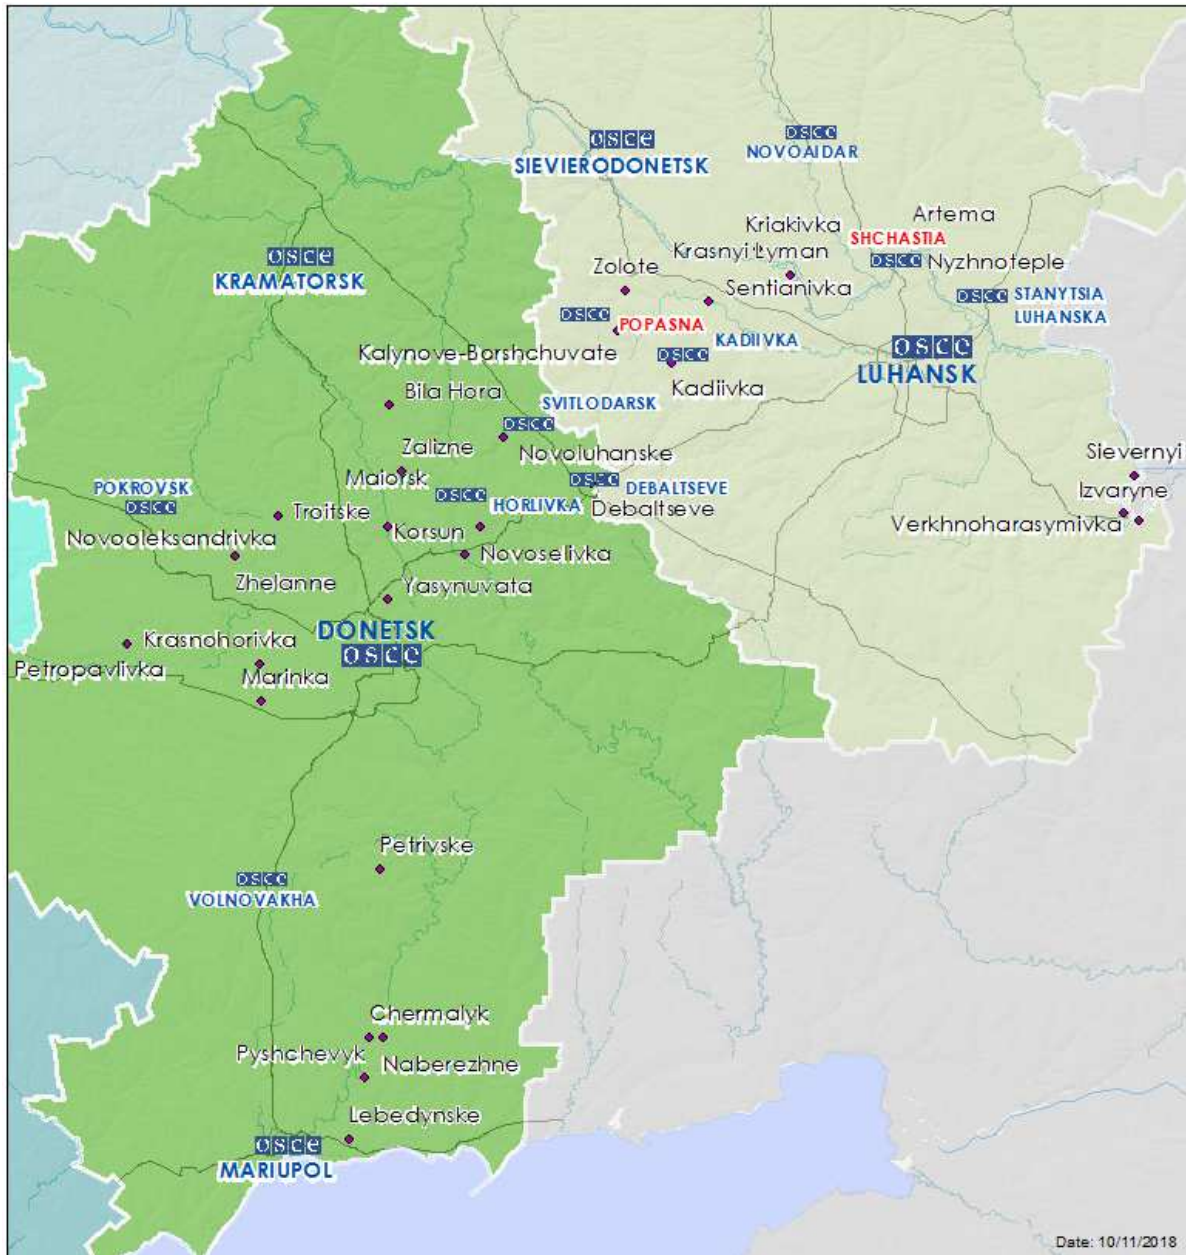 osce
SIEVIERODONETSK
osce
NOVOAIDAR
Artema
Kriakivka
SHCHASTIA
Krasnyi Lyman
osce
KRAMATORSK
osce
Nyzhnoteple
Zolote
Sentianivka
osce
STANYTSIA
LUHANSKA
osce
POPASNA
KADIIVKA
osce
LUHANSK
Kalynove-Borshchuvate
osce
Kadiivka
Bila Hora
SVITLODARSK
osce
Zalizne
Novoluhanske
Sievernyi
Maiorsk
osce
DEBALTSEVE
POKROVSK
osce
osce
HORLIVKA
Debaltseve
Izvaryne
Troitske
Korsun
Verkhnoharasymivka
Novooleksandrivka
Novoselivka
Zhelanne
Yasynuvata
DONETSK
osce
Krasnohorivka
Petropavlivka
Marinka
Petrivske
osce
VOLNOVAKHA
Chermalyk
Pyshchevyk
Naberezhne
Lebedynske
osce
MARIUPOL
Date: 10/11/2018